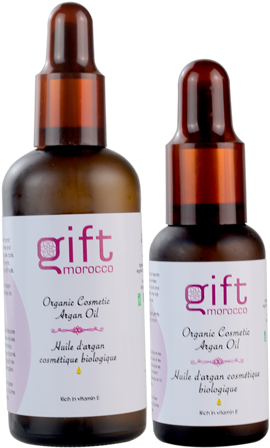 gift
morocco
Organic Cosmetic
Argan Oil
Huile d'argan
cosmétique biologique
Rich in vitamin E
gift
morocco
Organic Cosmetic
Argan Oil
Huile d'argan cosmétique
biologique
Rich in vitamin E